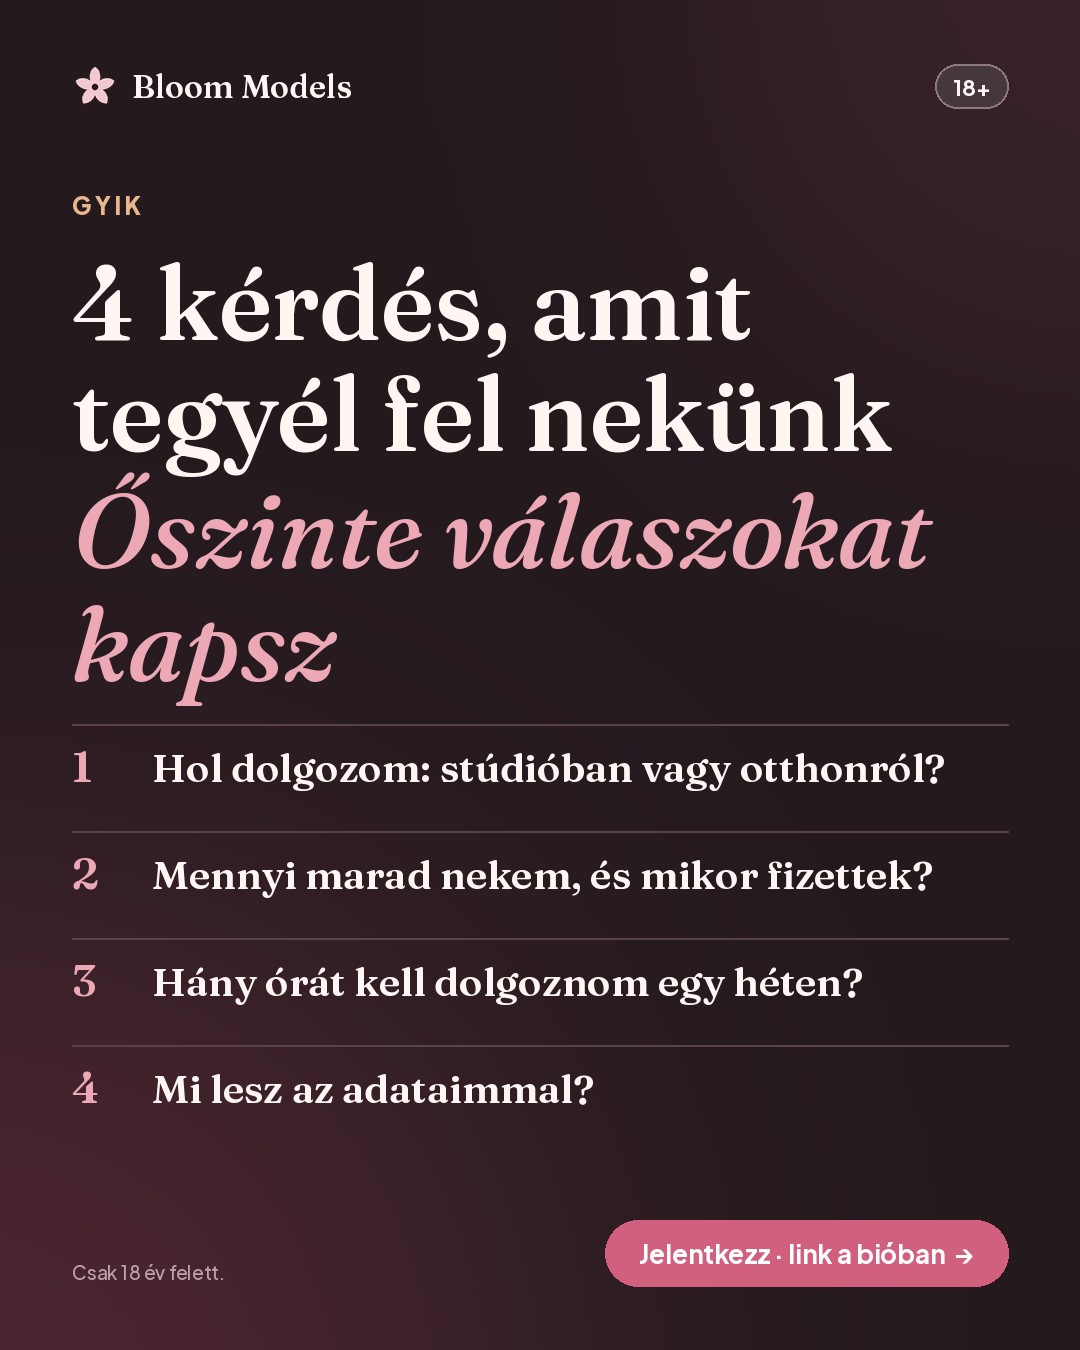 Bloom Models
18+
GYIK
4 kérdés, amit
tegyél fel nekünk
Őszinte válaszokat
kapsz
1 Hol dolgozom: stúdióban vagy otthonról?
2 Mennyi marad nekem, és mikor fizettek?
3 Hány órát kell dolgoznom egy héten?
4 Mi lesz az adataimmal?
Csak 18 év felett.
Jelentkezz · link a bióban →